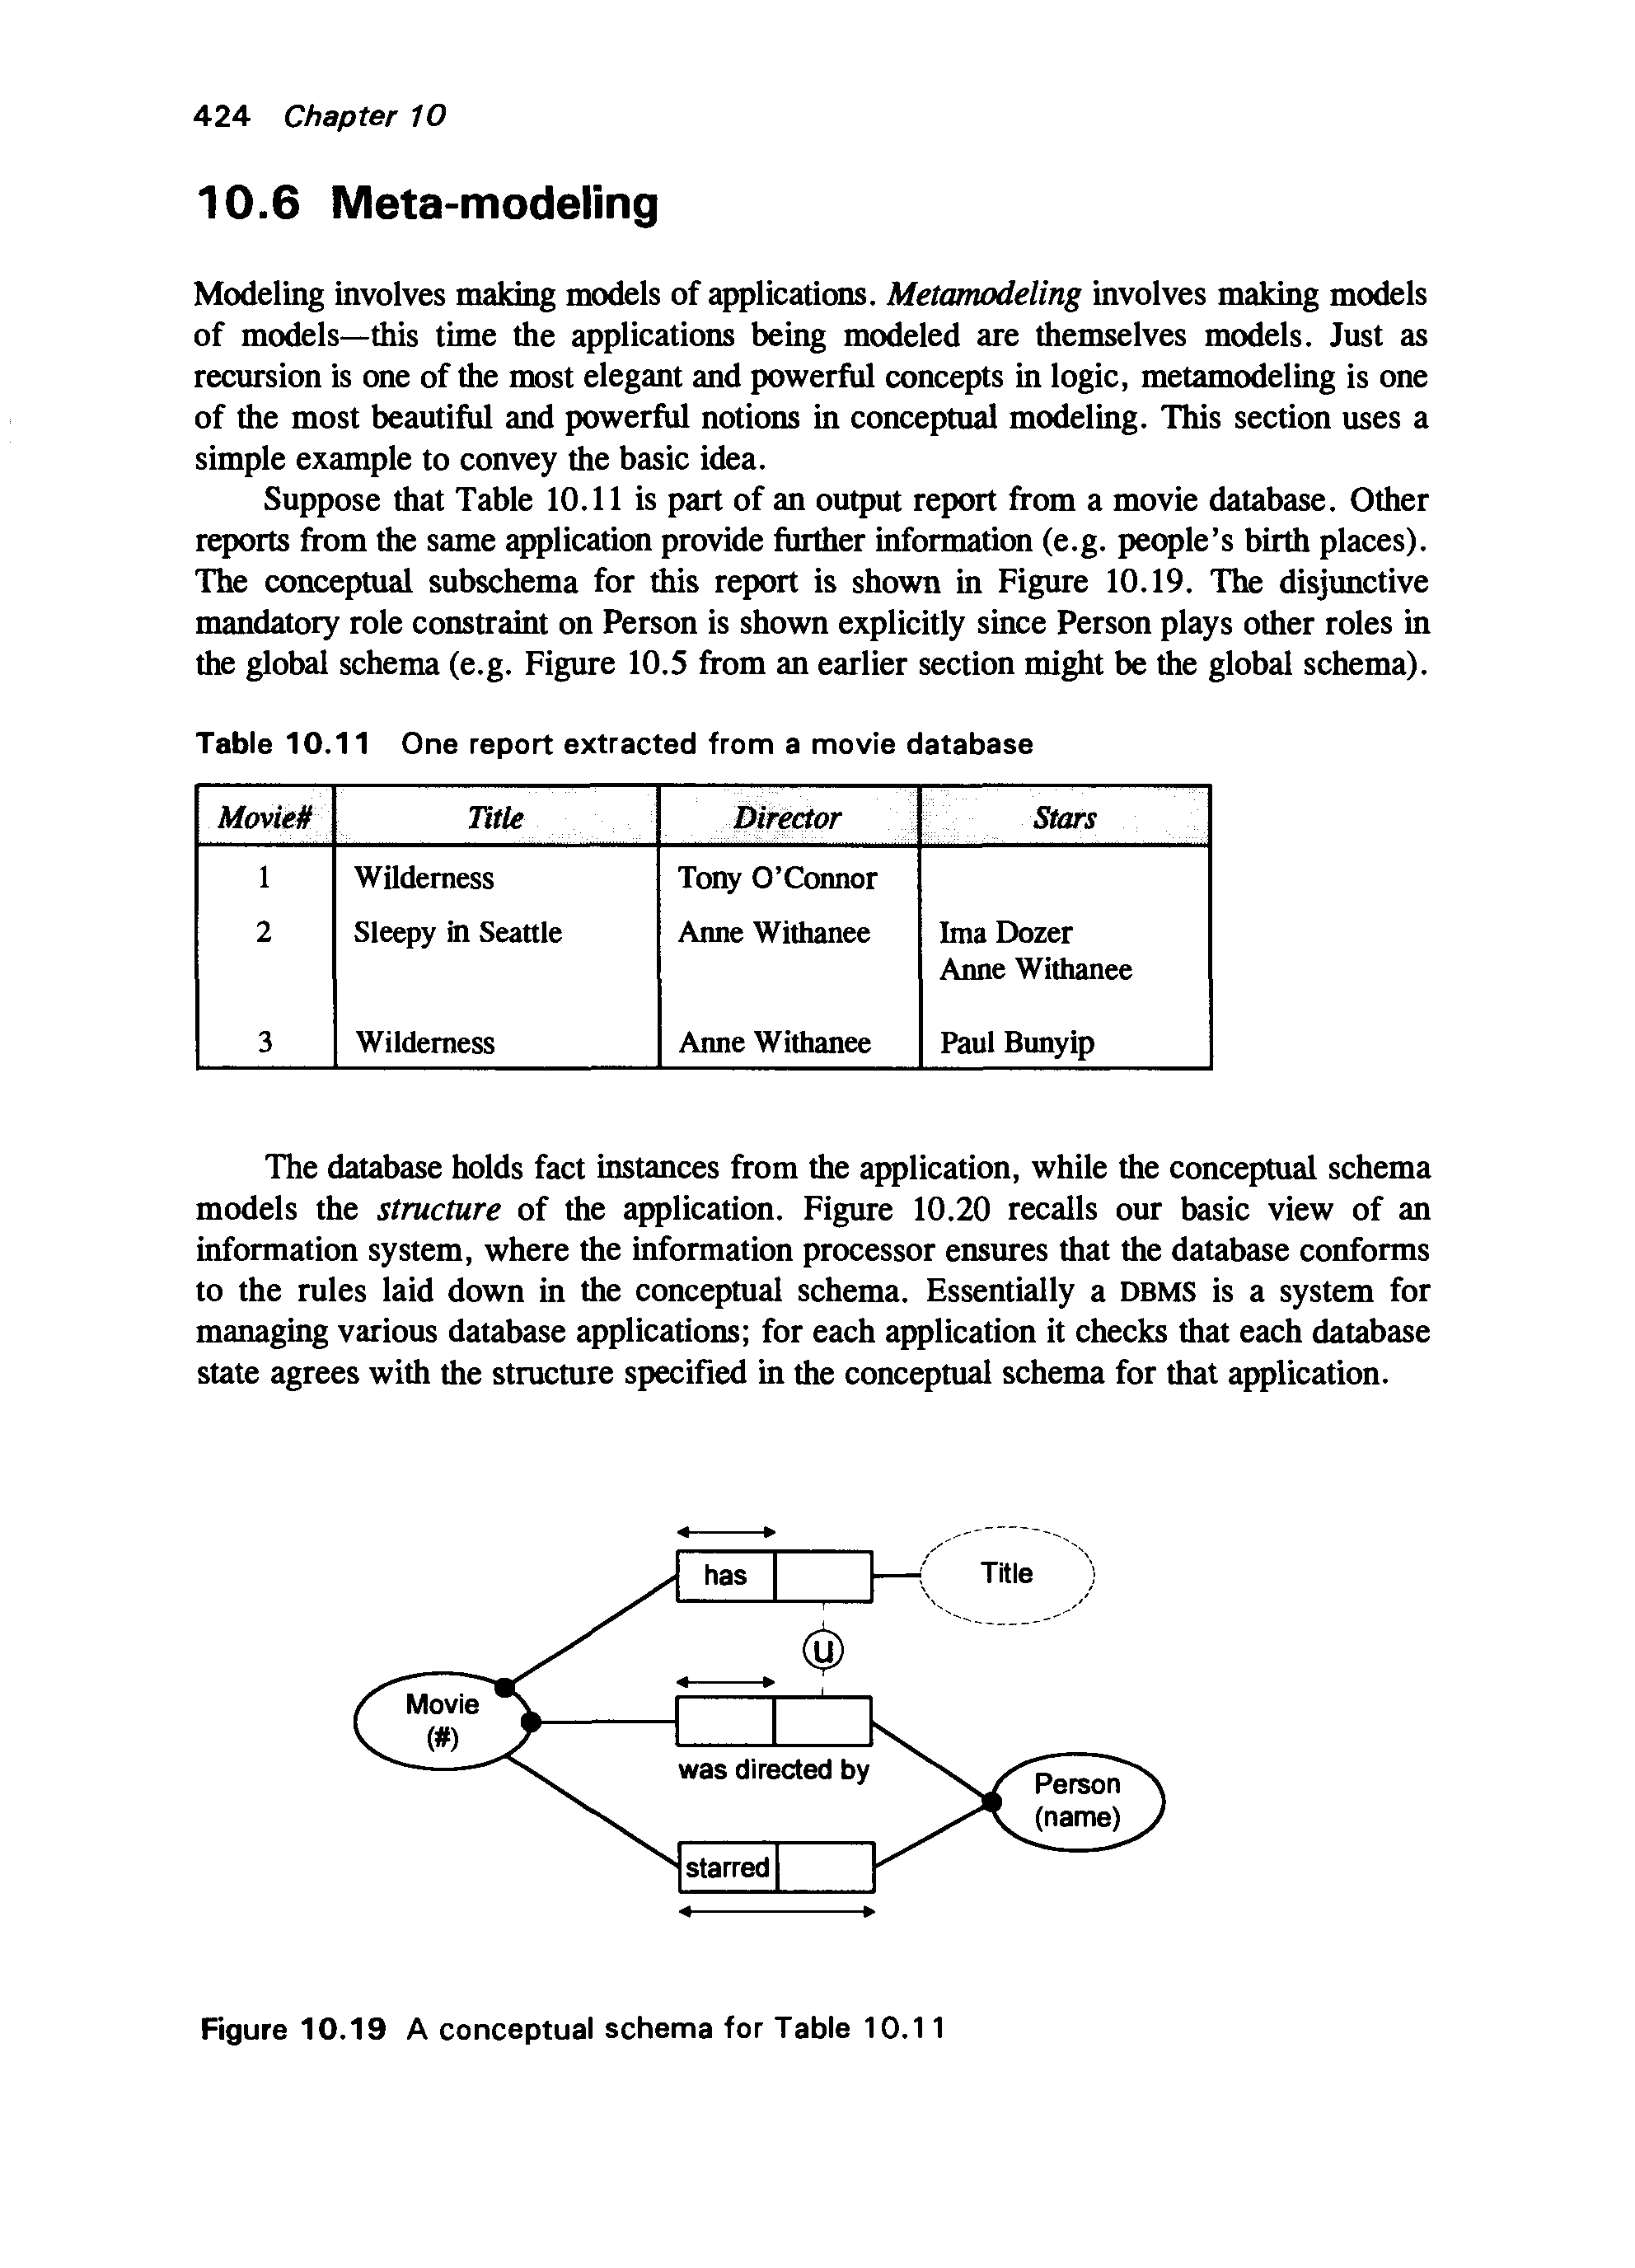 424 Chapter 10
10.6 Meta-modeling
Modeling involves making models of applications. Metamodeling involves making models
of models—this time the applications being modeled are themselves models. Just as
recursion is one of the most elegant and powerful concepts in logic, metamodeling is one
of the most beautiful and powerful notions in conceptual modeling. This section uses a
simple example to convey the basic idea.
Suppose that Table 10.11 is part of an output report from a movie database. Other
reports from the same application provide further information (e.g. people's birth places).
The conceptual subschema for this report is shown in Figure 10.19. The disjunctive
mandatory role constraint on Person is shown explicitly since Person plays other roles in
the global schema (e.g. Figure 10.5 from an earlier section might be the global schema).
Table 10.11 One report extracted from a movie database
Movie# Title Director Stars
1 Wilderness Tony O'Connor
2 Sleepy in Seattle Anne Withanee Ima Dozer
Anne Withanee
3 Wilderness Anne Withanee Paul Bunyip
The database holds fact instances from the application, while the conceptual schema
models the structure of the application. Figure 10.20 recalls our basic view of an
information system, where the information processor ensures that the database conforms
to the rules laid down in the conceptual schema. Essentially a DBMS is a system for
managing various database applications; for each application it checks that each database
state agrees with the structure specified in the conceptual schema for that application.
has
Title
u
Movie
(#)
was directed by
Person
(name)
starred
Figure 10.19 A conceptual schema for Table 10.11